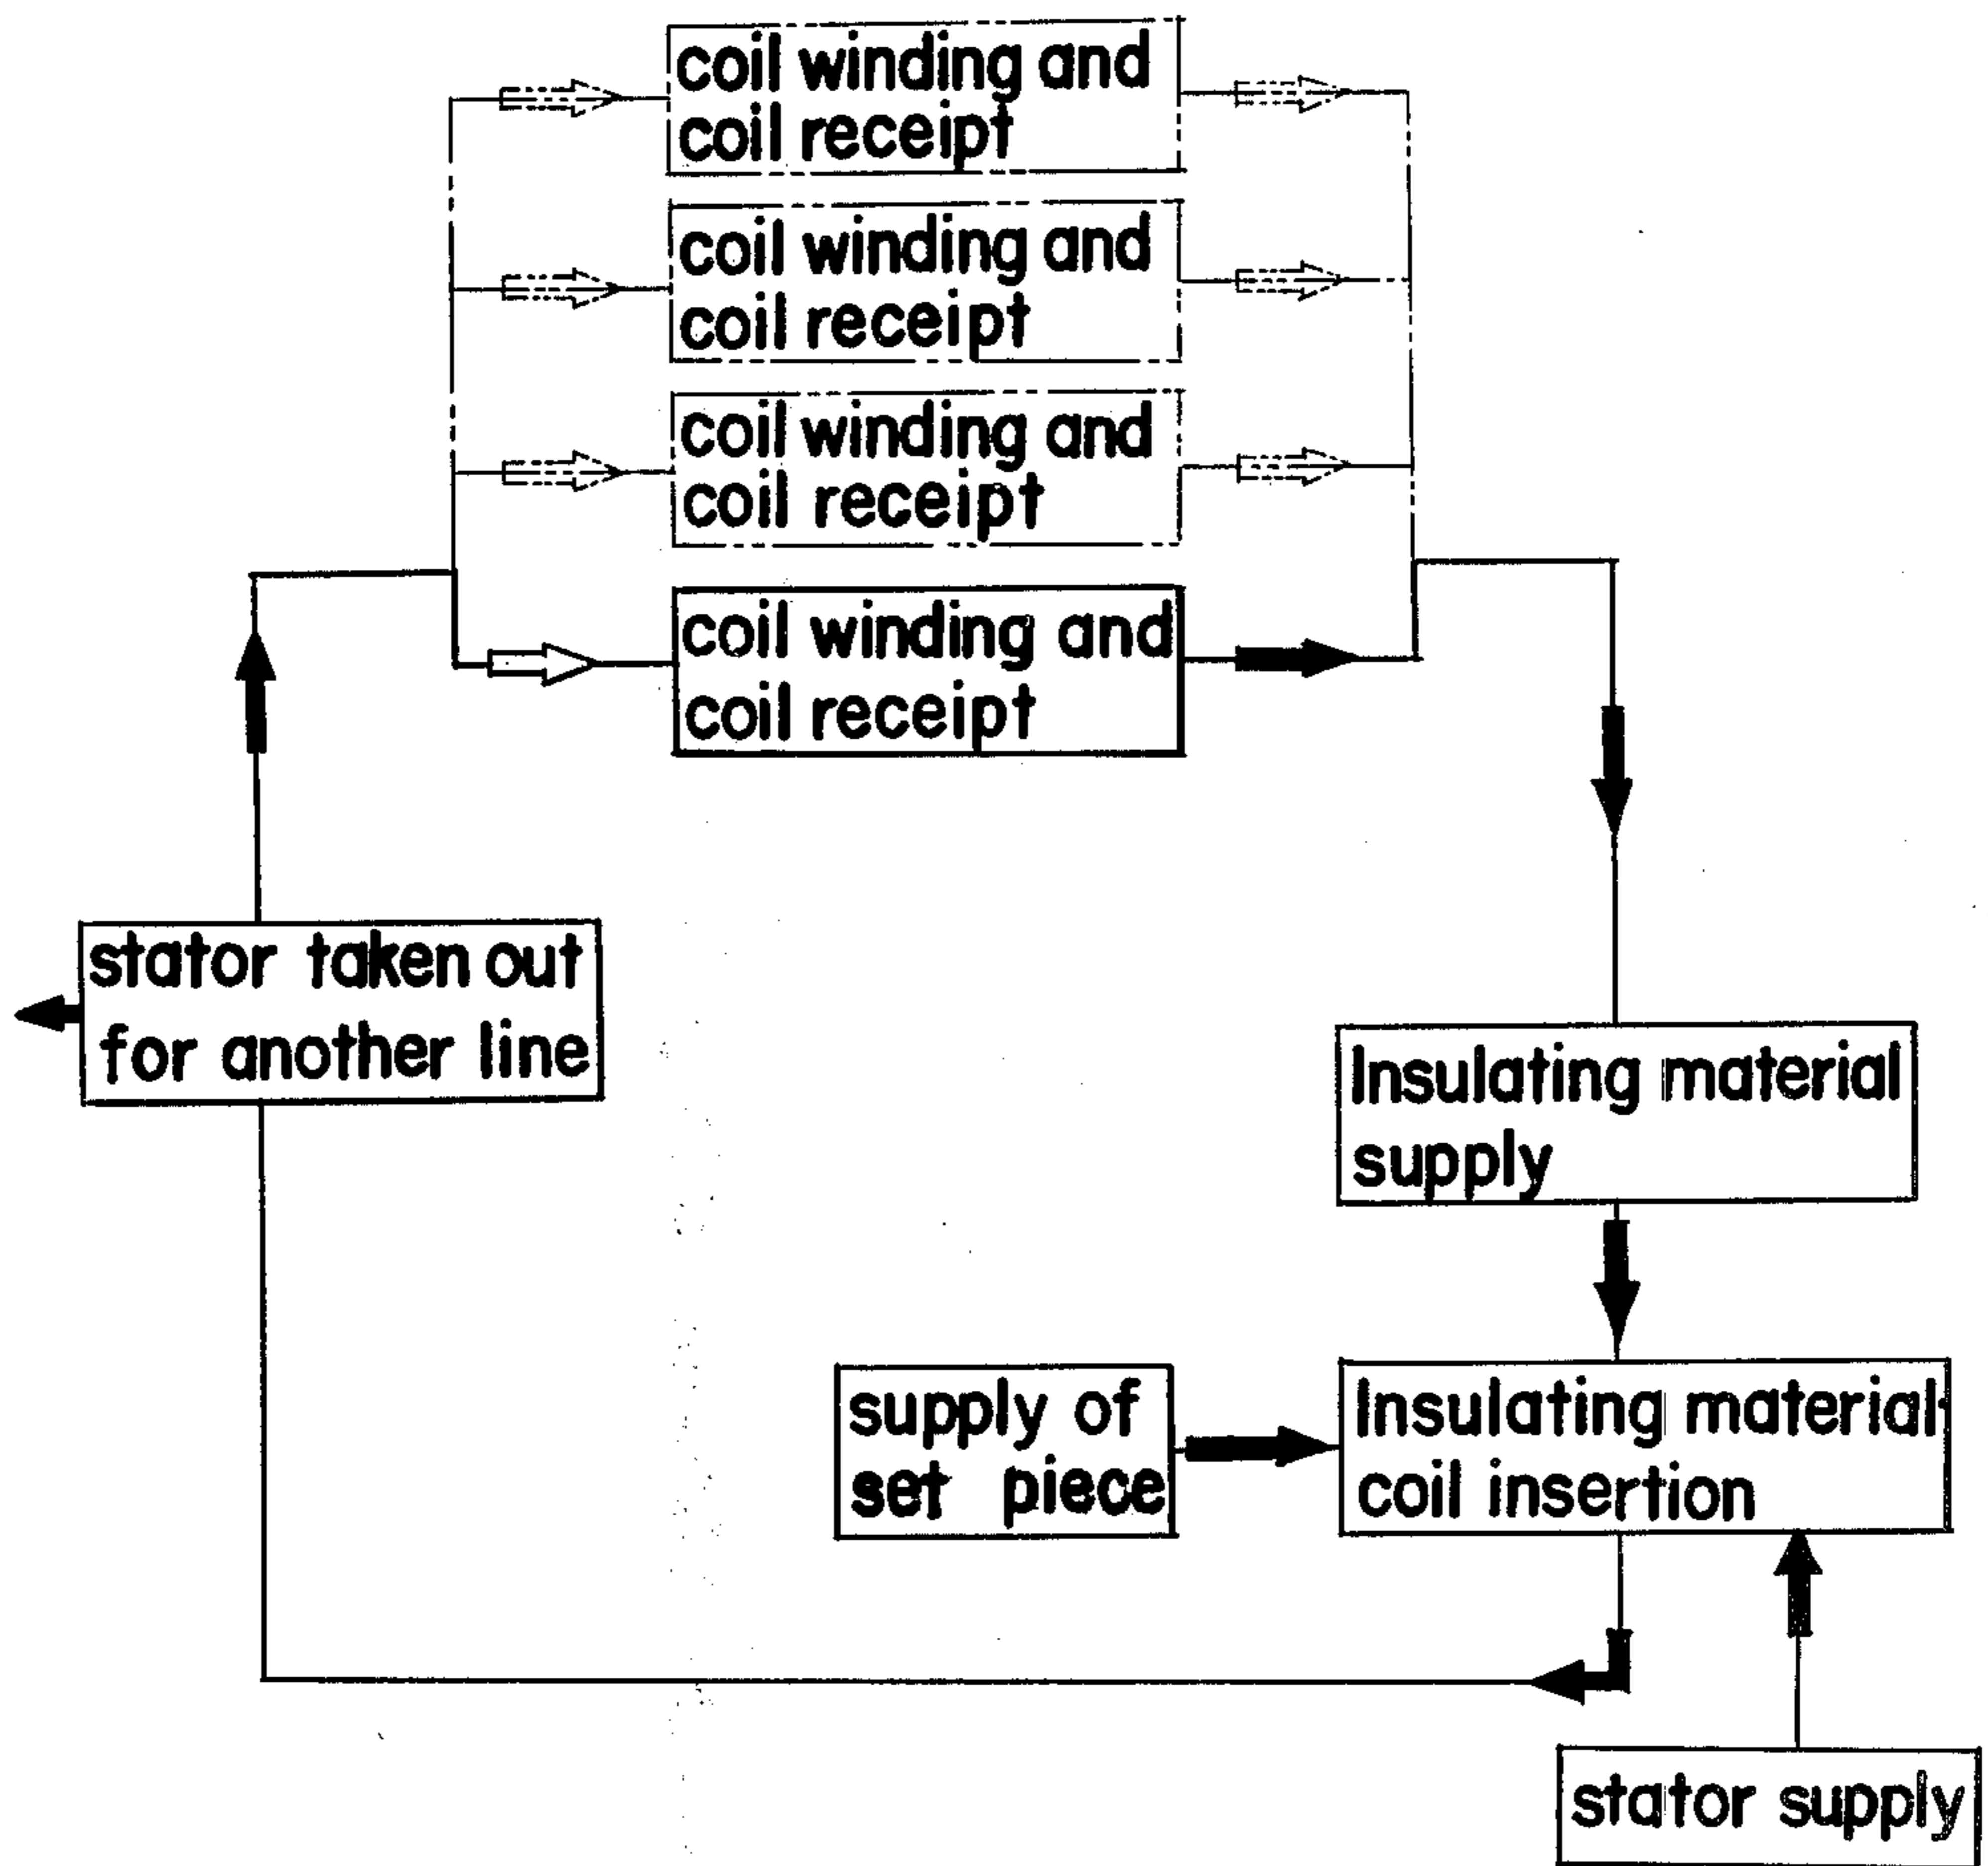 coil winding and
coil receipt
coil winding and
coil receipt
coil winding and
coil receipt
coil winding and
coil receipt
stator taken out
for another line
Insulating material
supply
supply of
set piece
Insulating material
coil insertion
stator supply